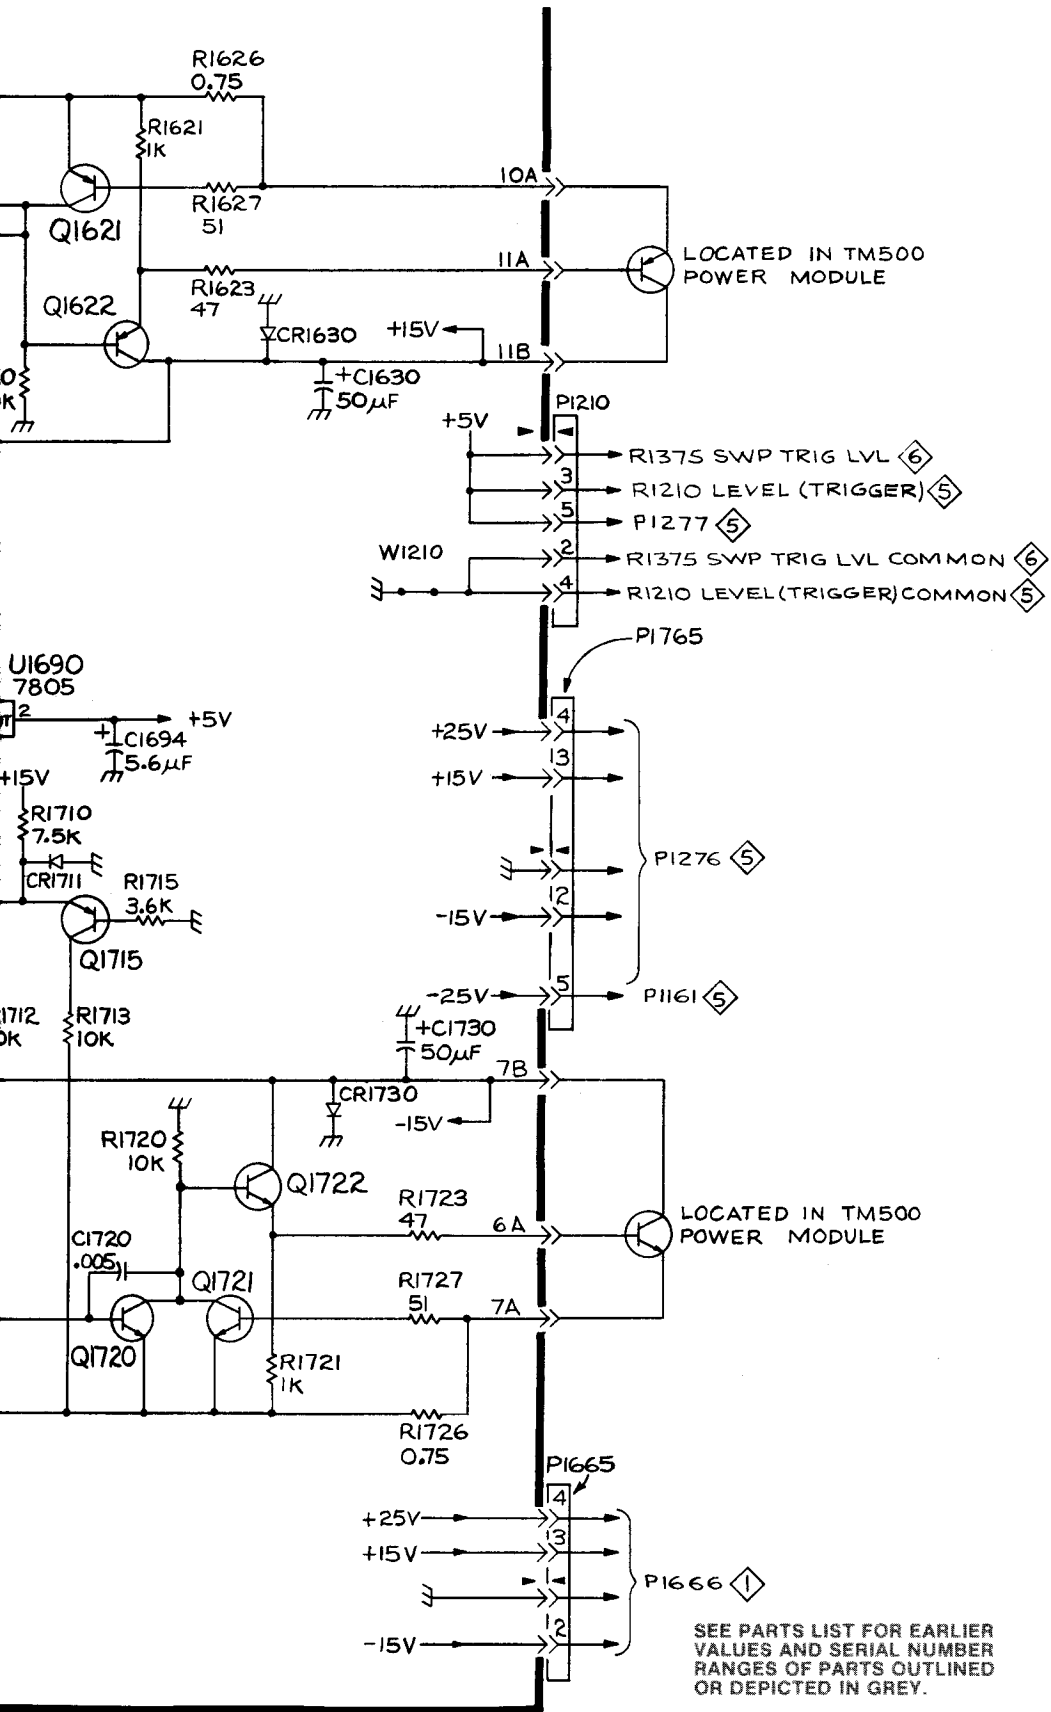 R1626
0.75
R1621
1K
10A
R1627
51
Q1621
11A
LOCATED IN TM500
POWER MODULE
R1623
47
Q1622
CR1630
+15V
11B
+C1630
50µF
P1210
+5V
R1375 SWP TRIG LVL 6
3
R1210 LEVEL (TRIGGER) 5
5
P1277 5
W1210
2
R1375 SWP TRIG LVL COMMON 6
4
R1210 LEVEL (TRIGGER) COMMON 5
P1765
U1690
7805
2
+5V
+
C1694
5.6µF
4
+25V
+15V
3
R1710
7.5K
+15V
CR1711
P1276 5
R1715
3.6K
2
-15V
Q1715
5
-25V
P1161 5
R1713
10K
+C1730
50µF
7B
CR1730
-15V
R1720
10K
Q1722
R1723
47
6A
LOCATED IN TM500
POWER MODULE
C1720
.005
Q1721
R1727
51
7A
Q1720
R1721
1K
R1726
0.75
P1665
4
+25V
3
+15V
P1666 1
2
-15V
SEE PARTS LIST FOR EARLIER
VALUES AND SERIAL NUMBER
RANGES OF PARTS OUTLINED
OR DEPICTED IN GREY.